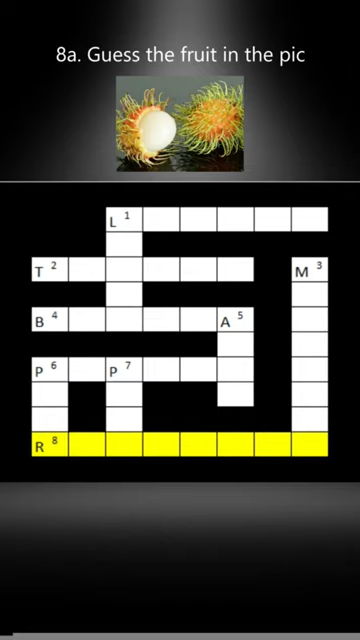 8a. Guess the fruit in the pic
L 1
T 2
M 3
B 4
A 5
P 6
P 7
R 8